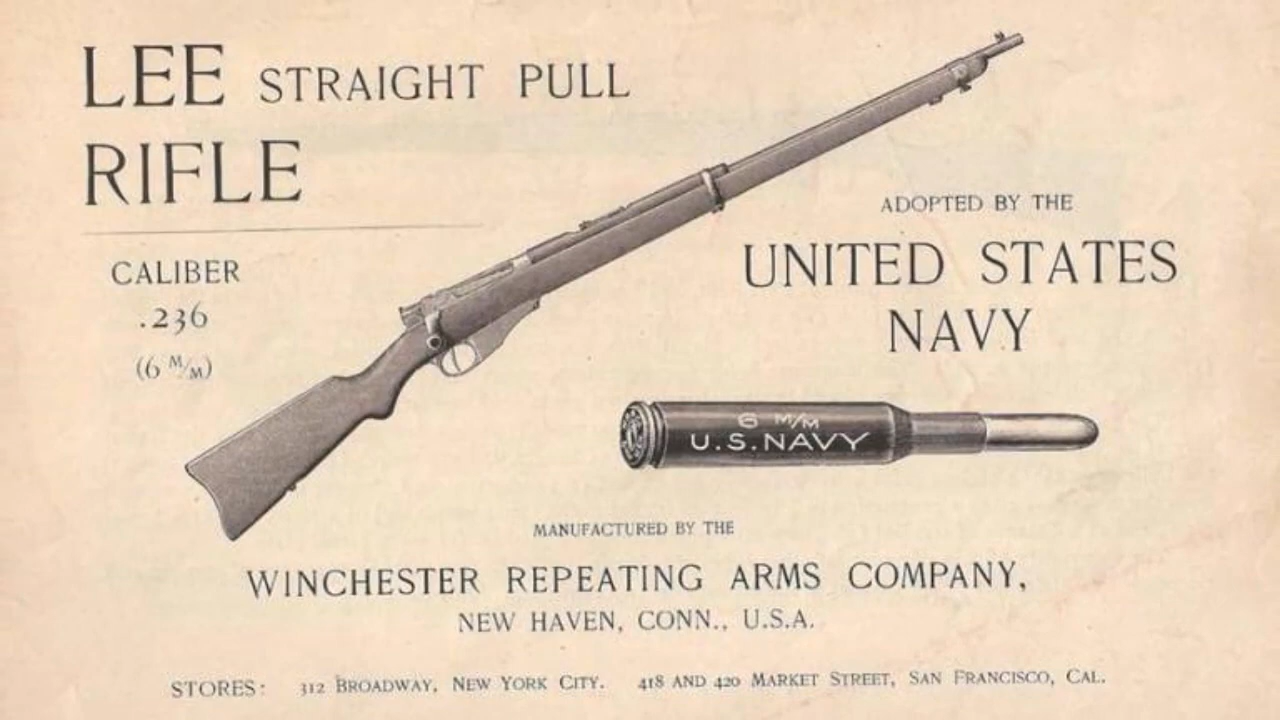 LEE STRAIGHT PULL
RIFLE
CALIBER
.236
(6 M/M)
ADOPTED BY THE
UNITED STATES
NAVY
6 M/M
U.S.NAVY
MANUFACTURED BY THE
WINCHESTER REPEATING ARMS COMPANY,
NEW HAVEN, CONN., U.S.A.
STORES: 312 BROADWAY, NEW YORK CITY. 418 AND 420 MARKET STREET, SAN FRANCISCO, CAL.